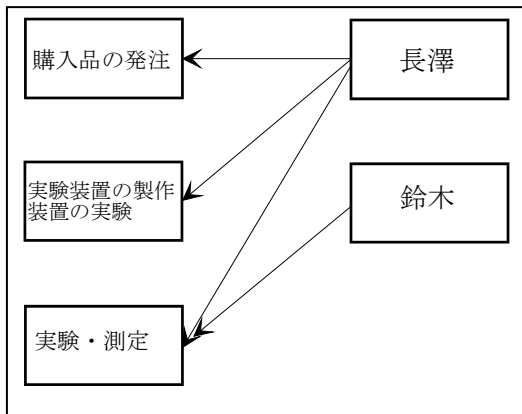 購入品の発注
長澤
実験装置の製作
装置の実験
鈴木
実験・測定